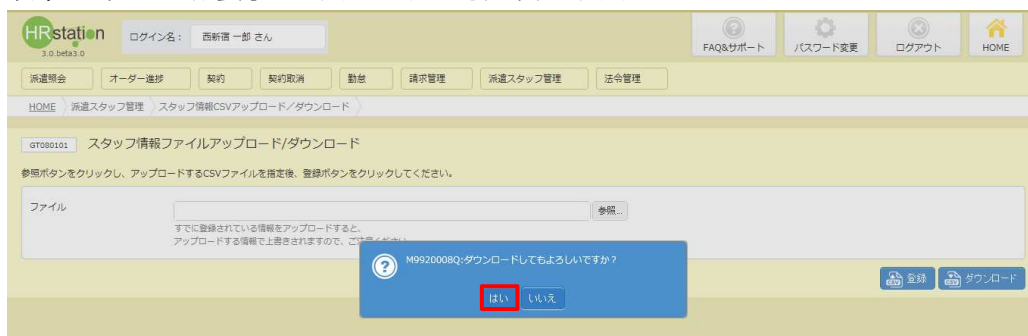 HRstation
3.0.beta3.0
ログイン名： 西新宿 一郎 さん
FAQ&サポート パスワード変更 ログアウト HOME
派遣照会 オーダー進捗 契約 契約取消 勤怠 請求管理 派遣スタッフ管理 法令管理
HOME 派遣スタッフ管理 スタッフ情報CSVアップロード／ダウンロード
GT080101 スタッフ情報ファイルアップロード/ダウンロード
参照ボタンをクリックし、アップロードするCSVファイルを指定後、登録ボタンをクリックしてください。
ファイル 参照...
すでに登録されている情報をアップロードすると、
アップロードする情報で上書きされますので、ご
M9920008Q:ダウンロードしてもよろしいですか？
はい いいえ
CSV 登録 CSV ダウンロード